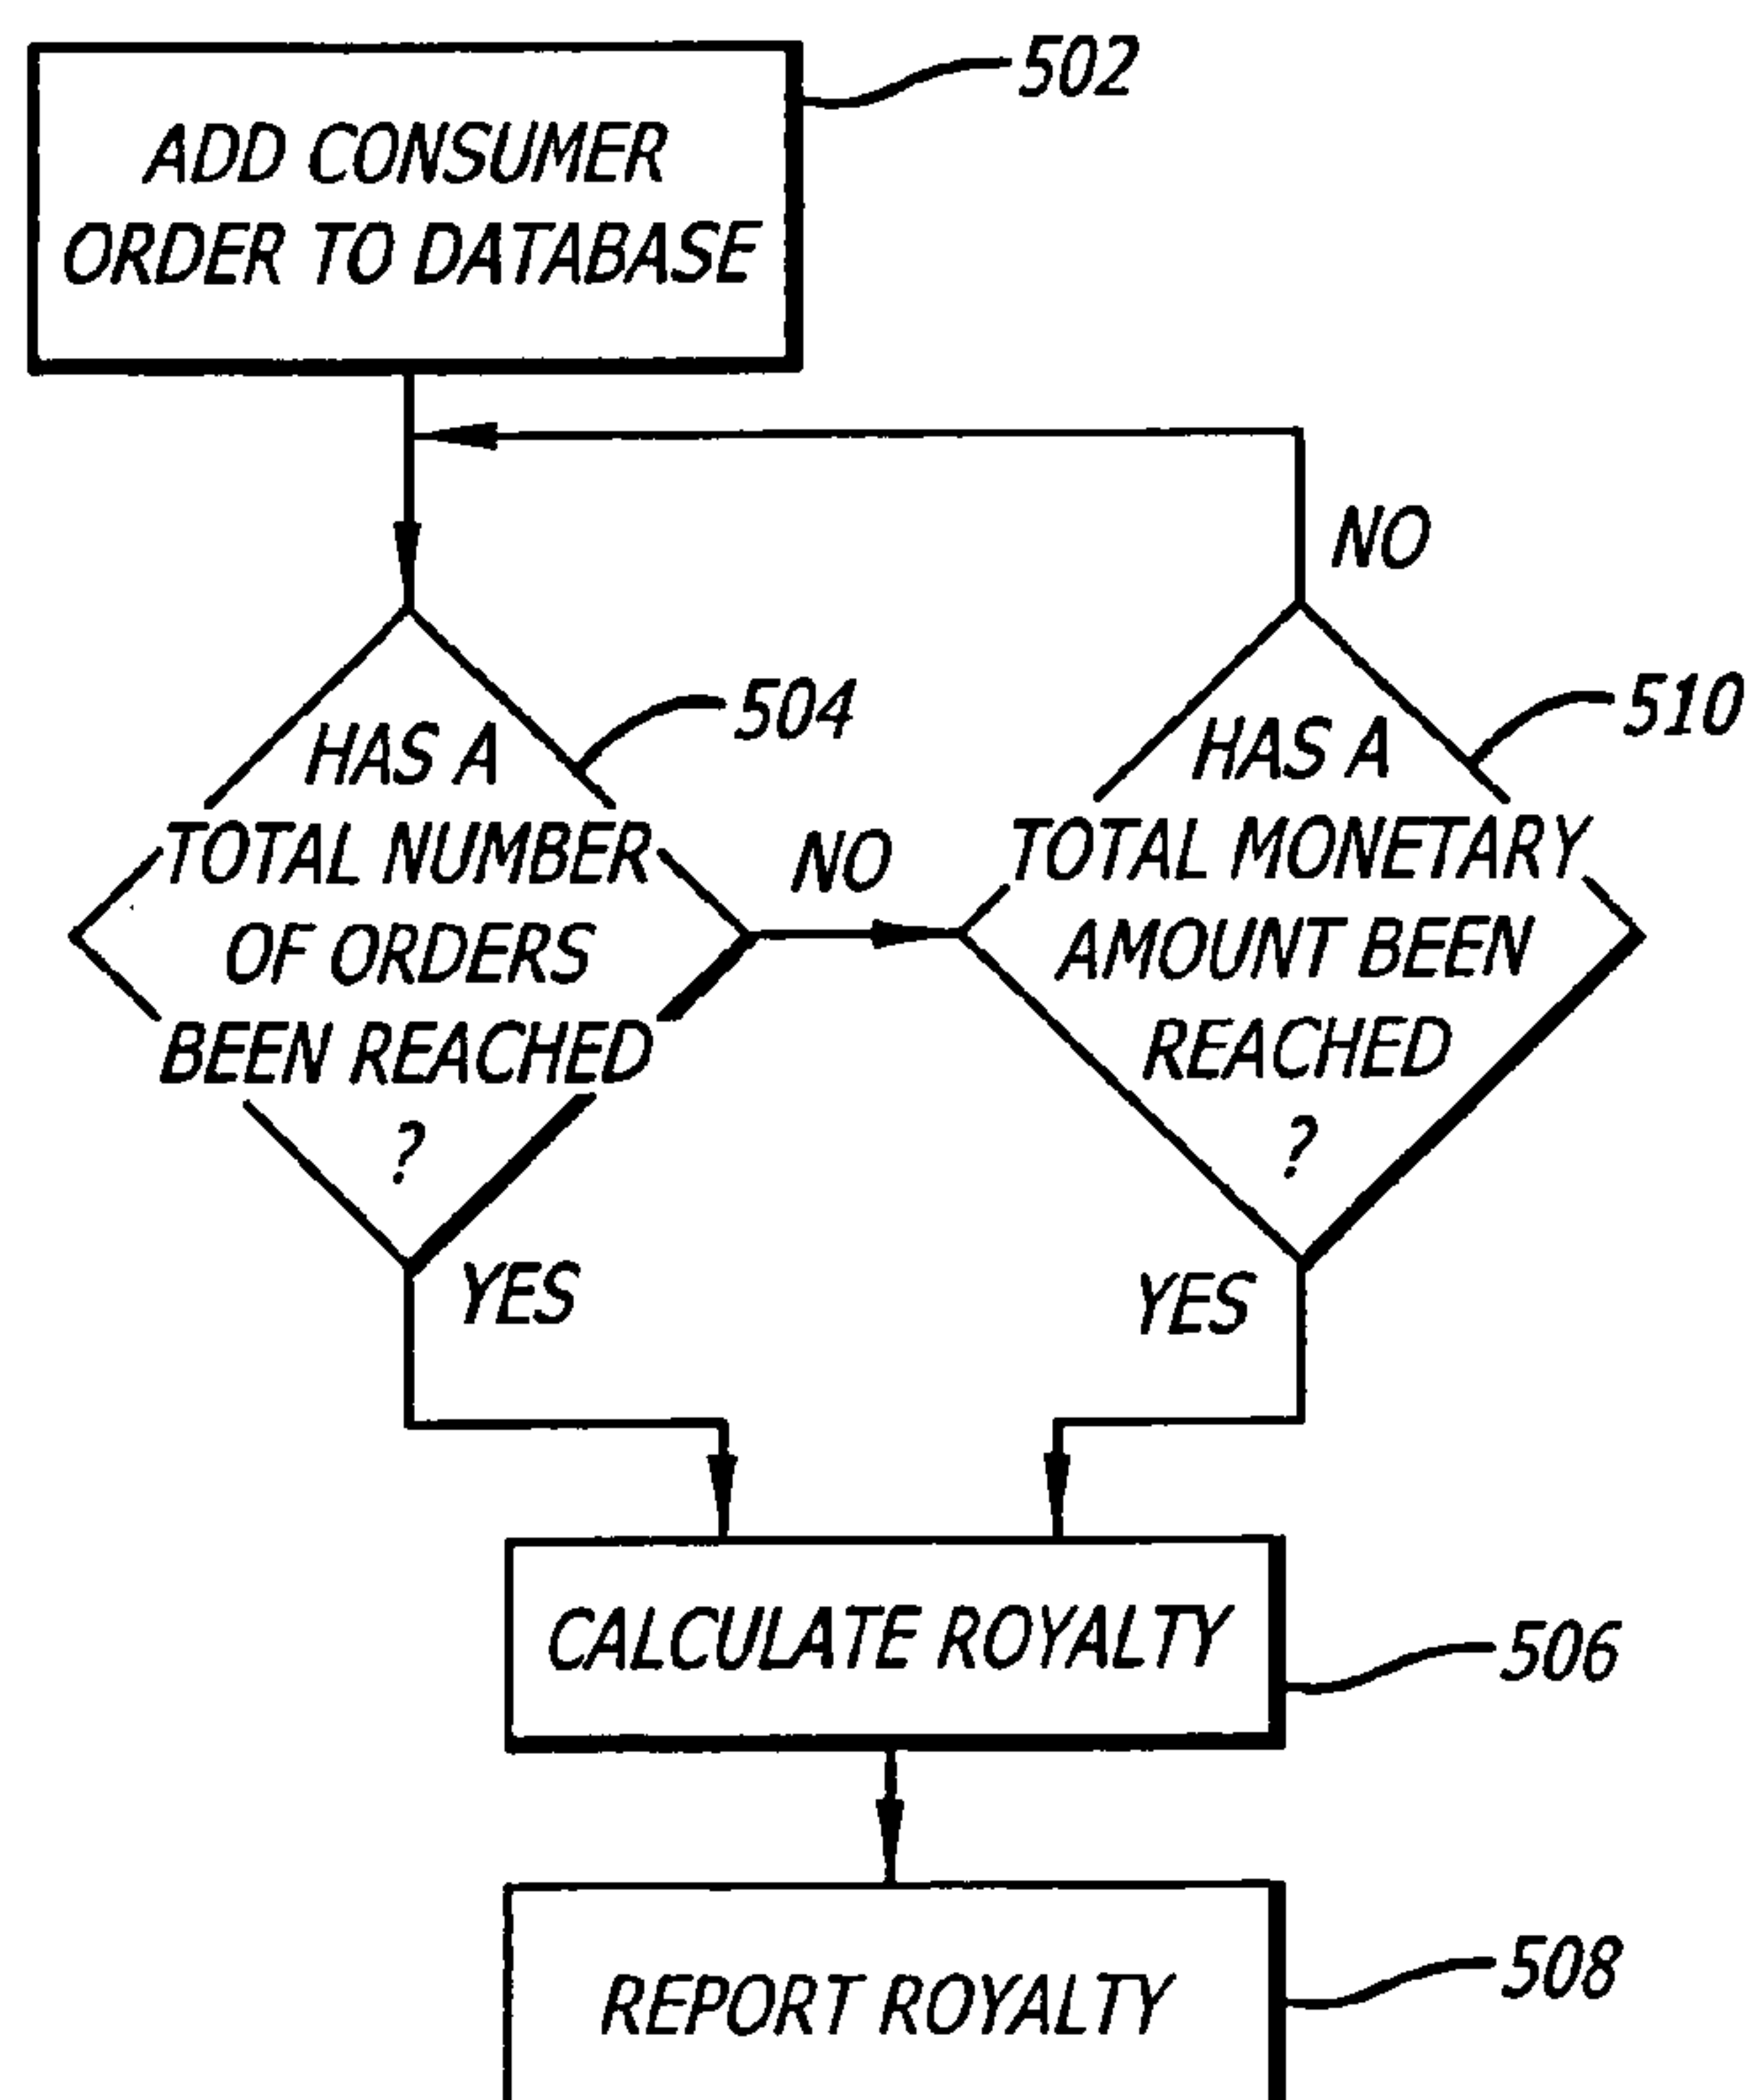 502
ADD CONSUMER
ORDER TO DATABASE
NO
504
HAS A
TOTAL NUMBER
OF ORDERS
BEEN REACHED
?
NO
510
HAS A
TOTAL MONETARY
AMOUNT BEEN
REACHED
?
YES
YES
CALCULATE ROYALTY
506
REPORT ROYALTY
508